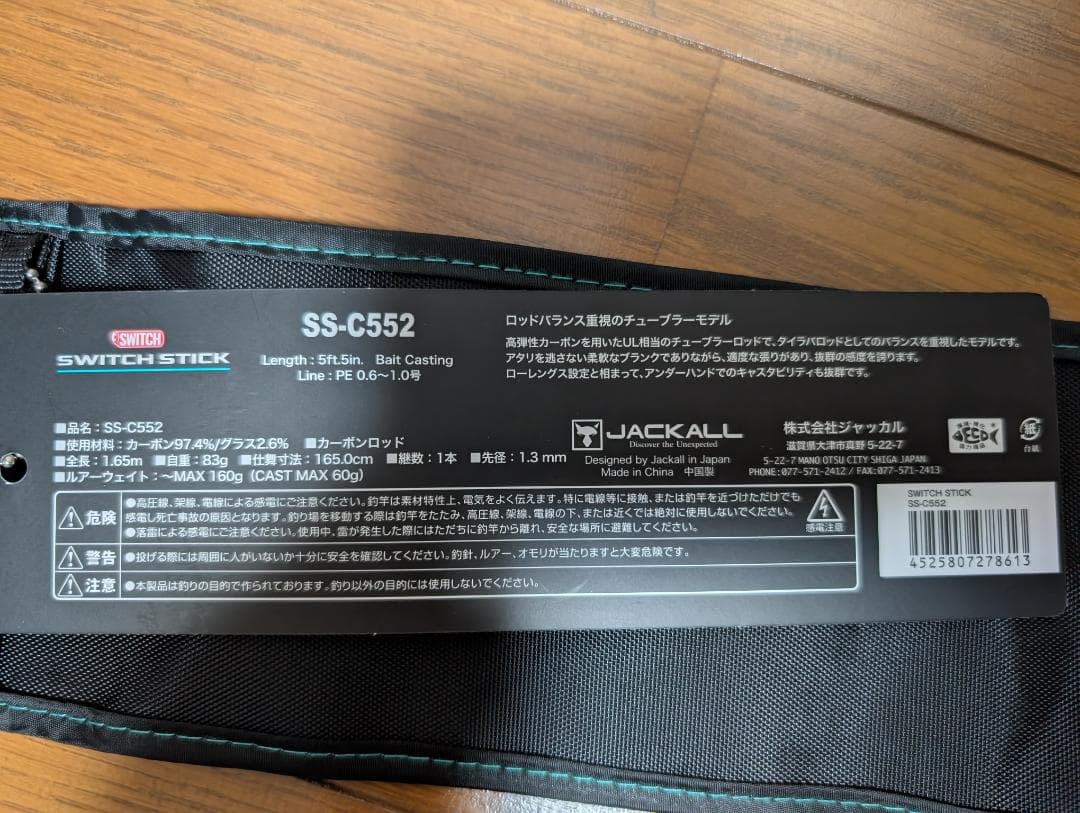 SWITCH
SWITCH STICK
SS-C552
Length : 5ft.5in. Bait Casting
Line : PE 0.6〜1.0号
ロッドバランス重視のチューブラーモデル
高弾性カーボンを用いたUL相当のチューブラーロッドで、タイラバロッドとしてのバランスを重視したモデルです。
アタリを逃さない柔軟なブランクでありながら、適度な張りがあり、抜群の感度を誇ります。
ローレングス設定と相まって、アンダーハンドでのキャスタビリティも抜群です。
■品名：SS-C552
■使用材料：カーボン97.4%/グラス2.6% ■カーボンロッド
■全長：1.65m ■自重：83g ■仕舞寸法：165.0cm ■継数：1本 ■先径：1.3 mm
■ルアーウェイト：〜MAX 160g（CAST MAX 60g）
JACKALL
Discover the Unexpected
Designed by Jackall in Japan
Made in China 中国製
株式会社ジャッカル
滋賀県大津市真野 5-22-7
5-22-7 MANO OTSU CITY SHIGA JAPAN
PHONE:077-571-2412 / FAX:077-571-2413
紙
台紙
危険
●高圧線、架線、電線による感電にご注意ください。釣竿は素材特性上、電気をよく伝えます。特に電線等に接触、または釣竿を近づけただけでも
感電し死亡事故の原因となります。釣り場を移動する際は釣竿をたたみ、高圧線、架線、電線の下、または近くでは絶対に使用しないでください。
●落雷による感電にご注意ください。使用中、雷が発生した際にはただちに釣竿から離れ、安全な場所に避難してください。
感電注意
警告
●投げる際には周囲に人がいないか十分に安全を確認してください。釣針、ルアー、オモリが当たりますと大変危険です。
注意
●本製品は釣りの目的で作られております。釣り以外の目的には使用しないでください。
SWITCH STICK
SS-C552
4525807278613